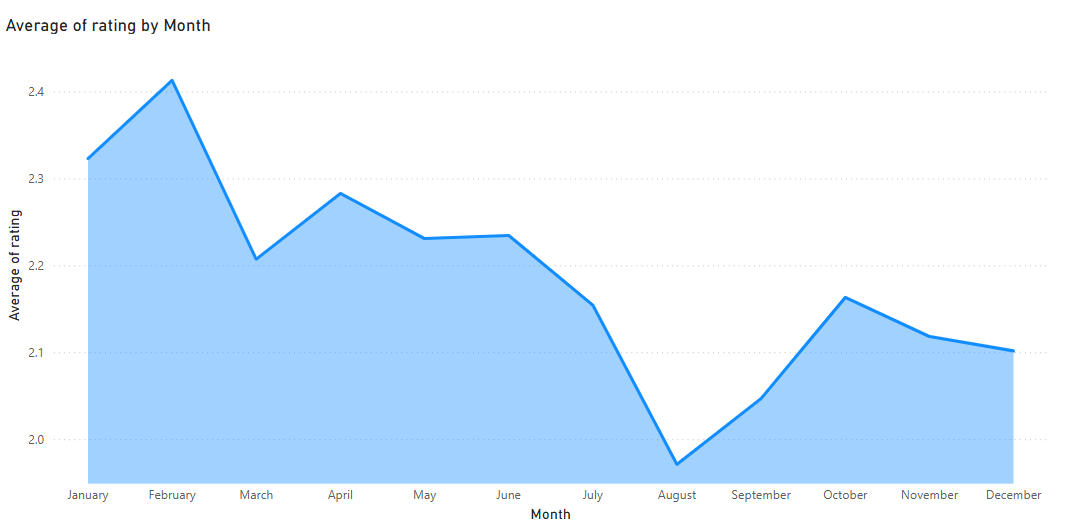 Average of rating by Month
2.4
2.3
2.2
2.1
2.0
Average of rating
January February March April May June July August September October November December
Month